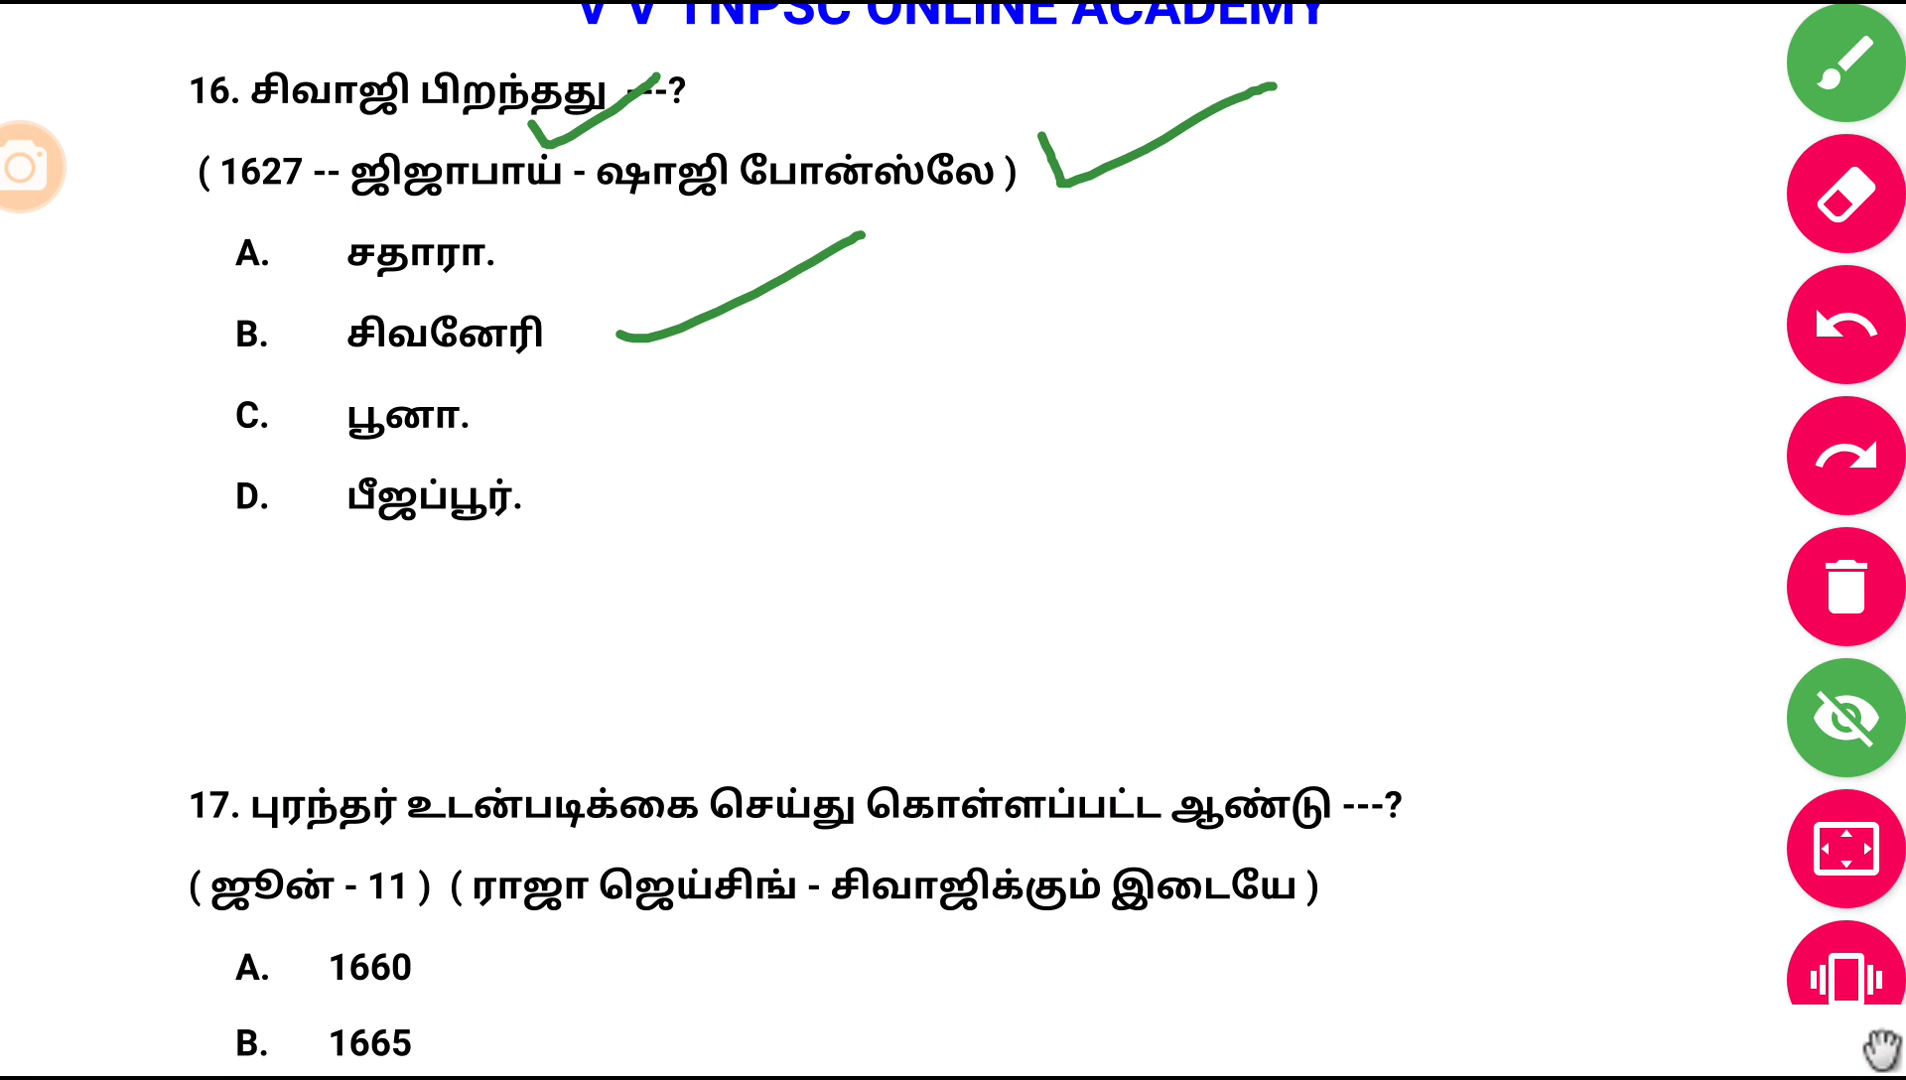 V V TNPSC ONLINE ACADEMY
16. சிவாஜி பிறந்தது ---?
( 1627 -- ஜிஜாபாய் - ஷாஜி போன்ஸ்லே )
A. சதாரா.
B. சிவனேரி
C. பூனா.
D. பீஜப்பூர்.
17. புரந்தர் உடன்படிக்கை செய்து கொள்ளப்பட்ட ஆண்டு ---?
( ஜூன் - 11 ) ( ராஜா ஜெய்சிங் - சிவாஜிக்கும் இடையே )
A. 1660
B. 1665